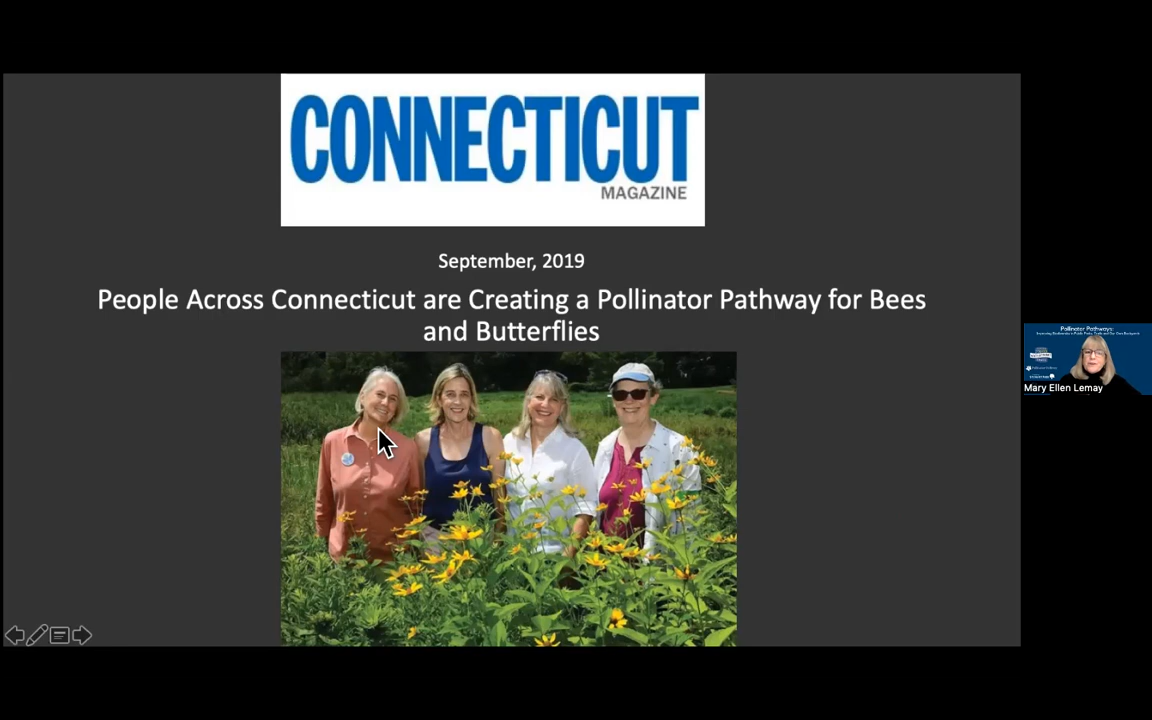 CONNECTICUT
MAGAZINE
September, 2019
People Across Connecticut are Creating a Pollinator Pathway for Bees
and Butterflies
Pollinator Pathways:
Mary Ellen Lemay